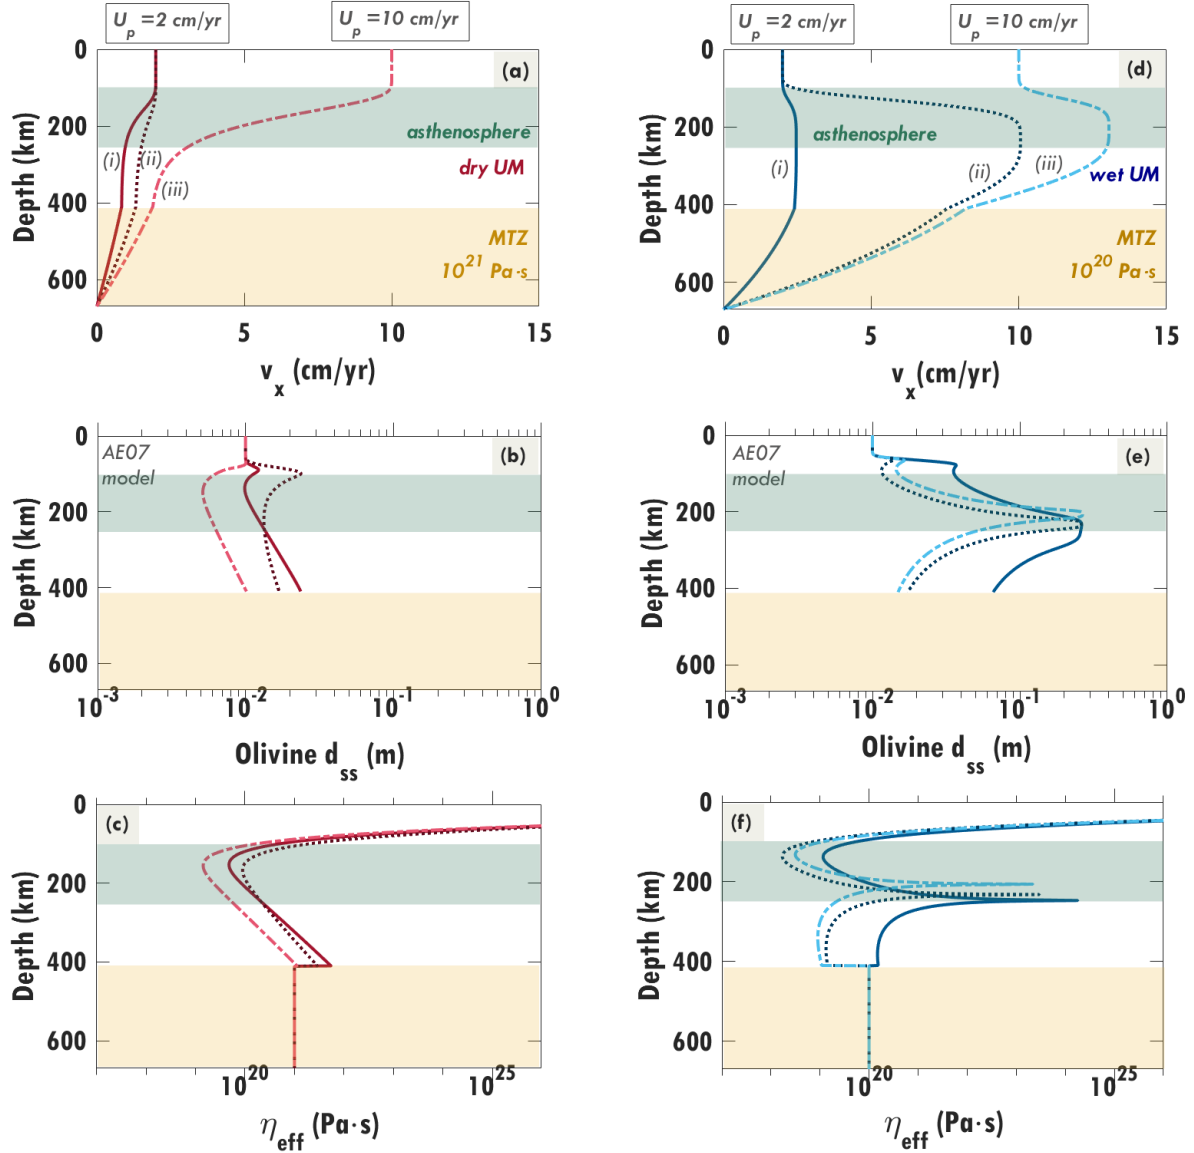 U_p=2 cm/yr
U_p=10 cm/yr
0
200
400
600
Depth (km)
(a)
asthenosphere
dry UM
(i)
(ii)
(iii)
MTZ
10^21 Pa·s
0 5 10 15
v_x (cm/yr)
U_p=2 cm/yr
U_p=10 cm/yr
0
200
400
600
Depth (km)
(d)
asthenosphere
wet UM
(i)
(ii)
(iii)
MTZ
10^20 Pa·s
0 5 10 15
v_x (cm/yr)
0
200
400
600
Depth (km)
AE07
model
(b)
10^-3 10^-2 10^-1 10^0
Olivine d_ss (m)
0
200
400
600
Depth (km)
AE07
model
(e)
10^-3 10^-2 10^-1 10^0
Olivine d_ss (m)
0
200
400
600
Depth (km)
(c)
10^20 10^25
η_eff (Pa·s)
0
200
400
600
Depth (km)
(f)
10^20 10^25
η_eff (Pa·s)